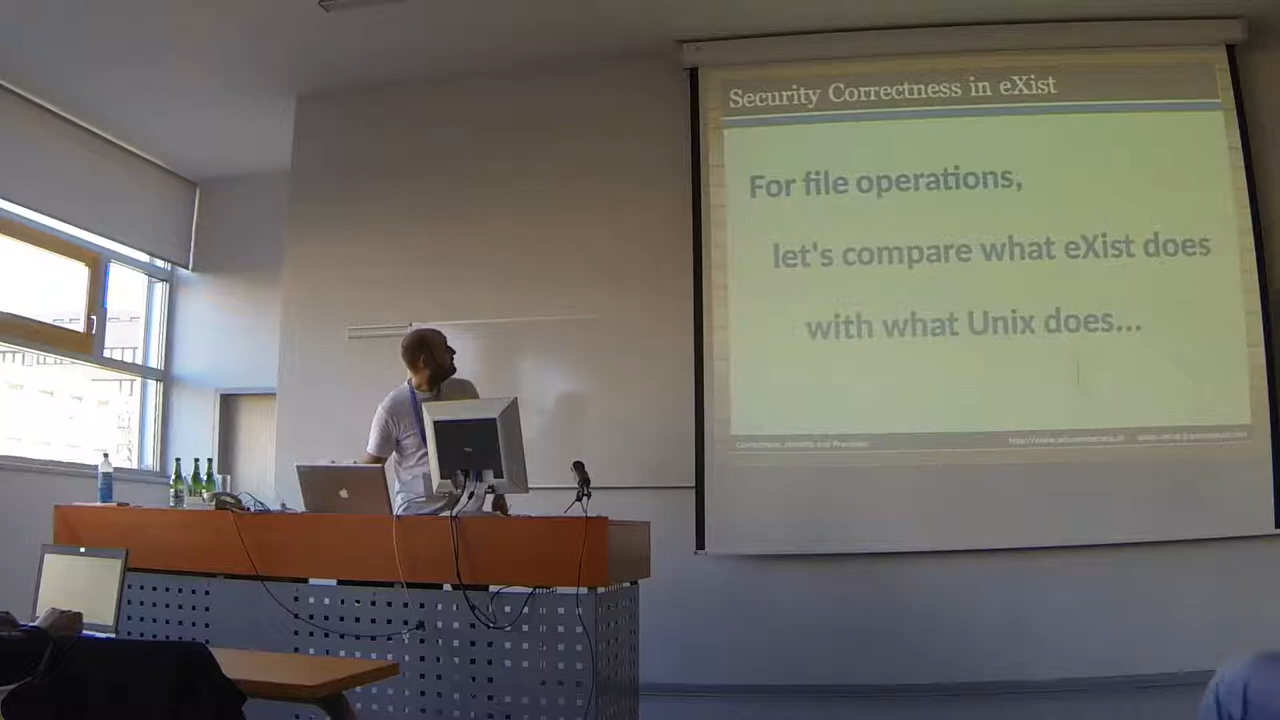 Security Correctness in eXist
For file operations,
let's compare what eXist does
with what Unix does...